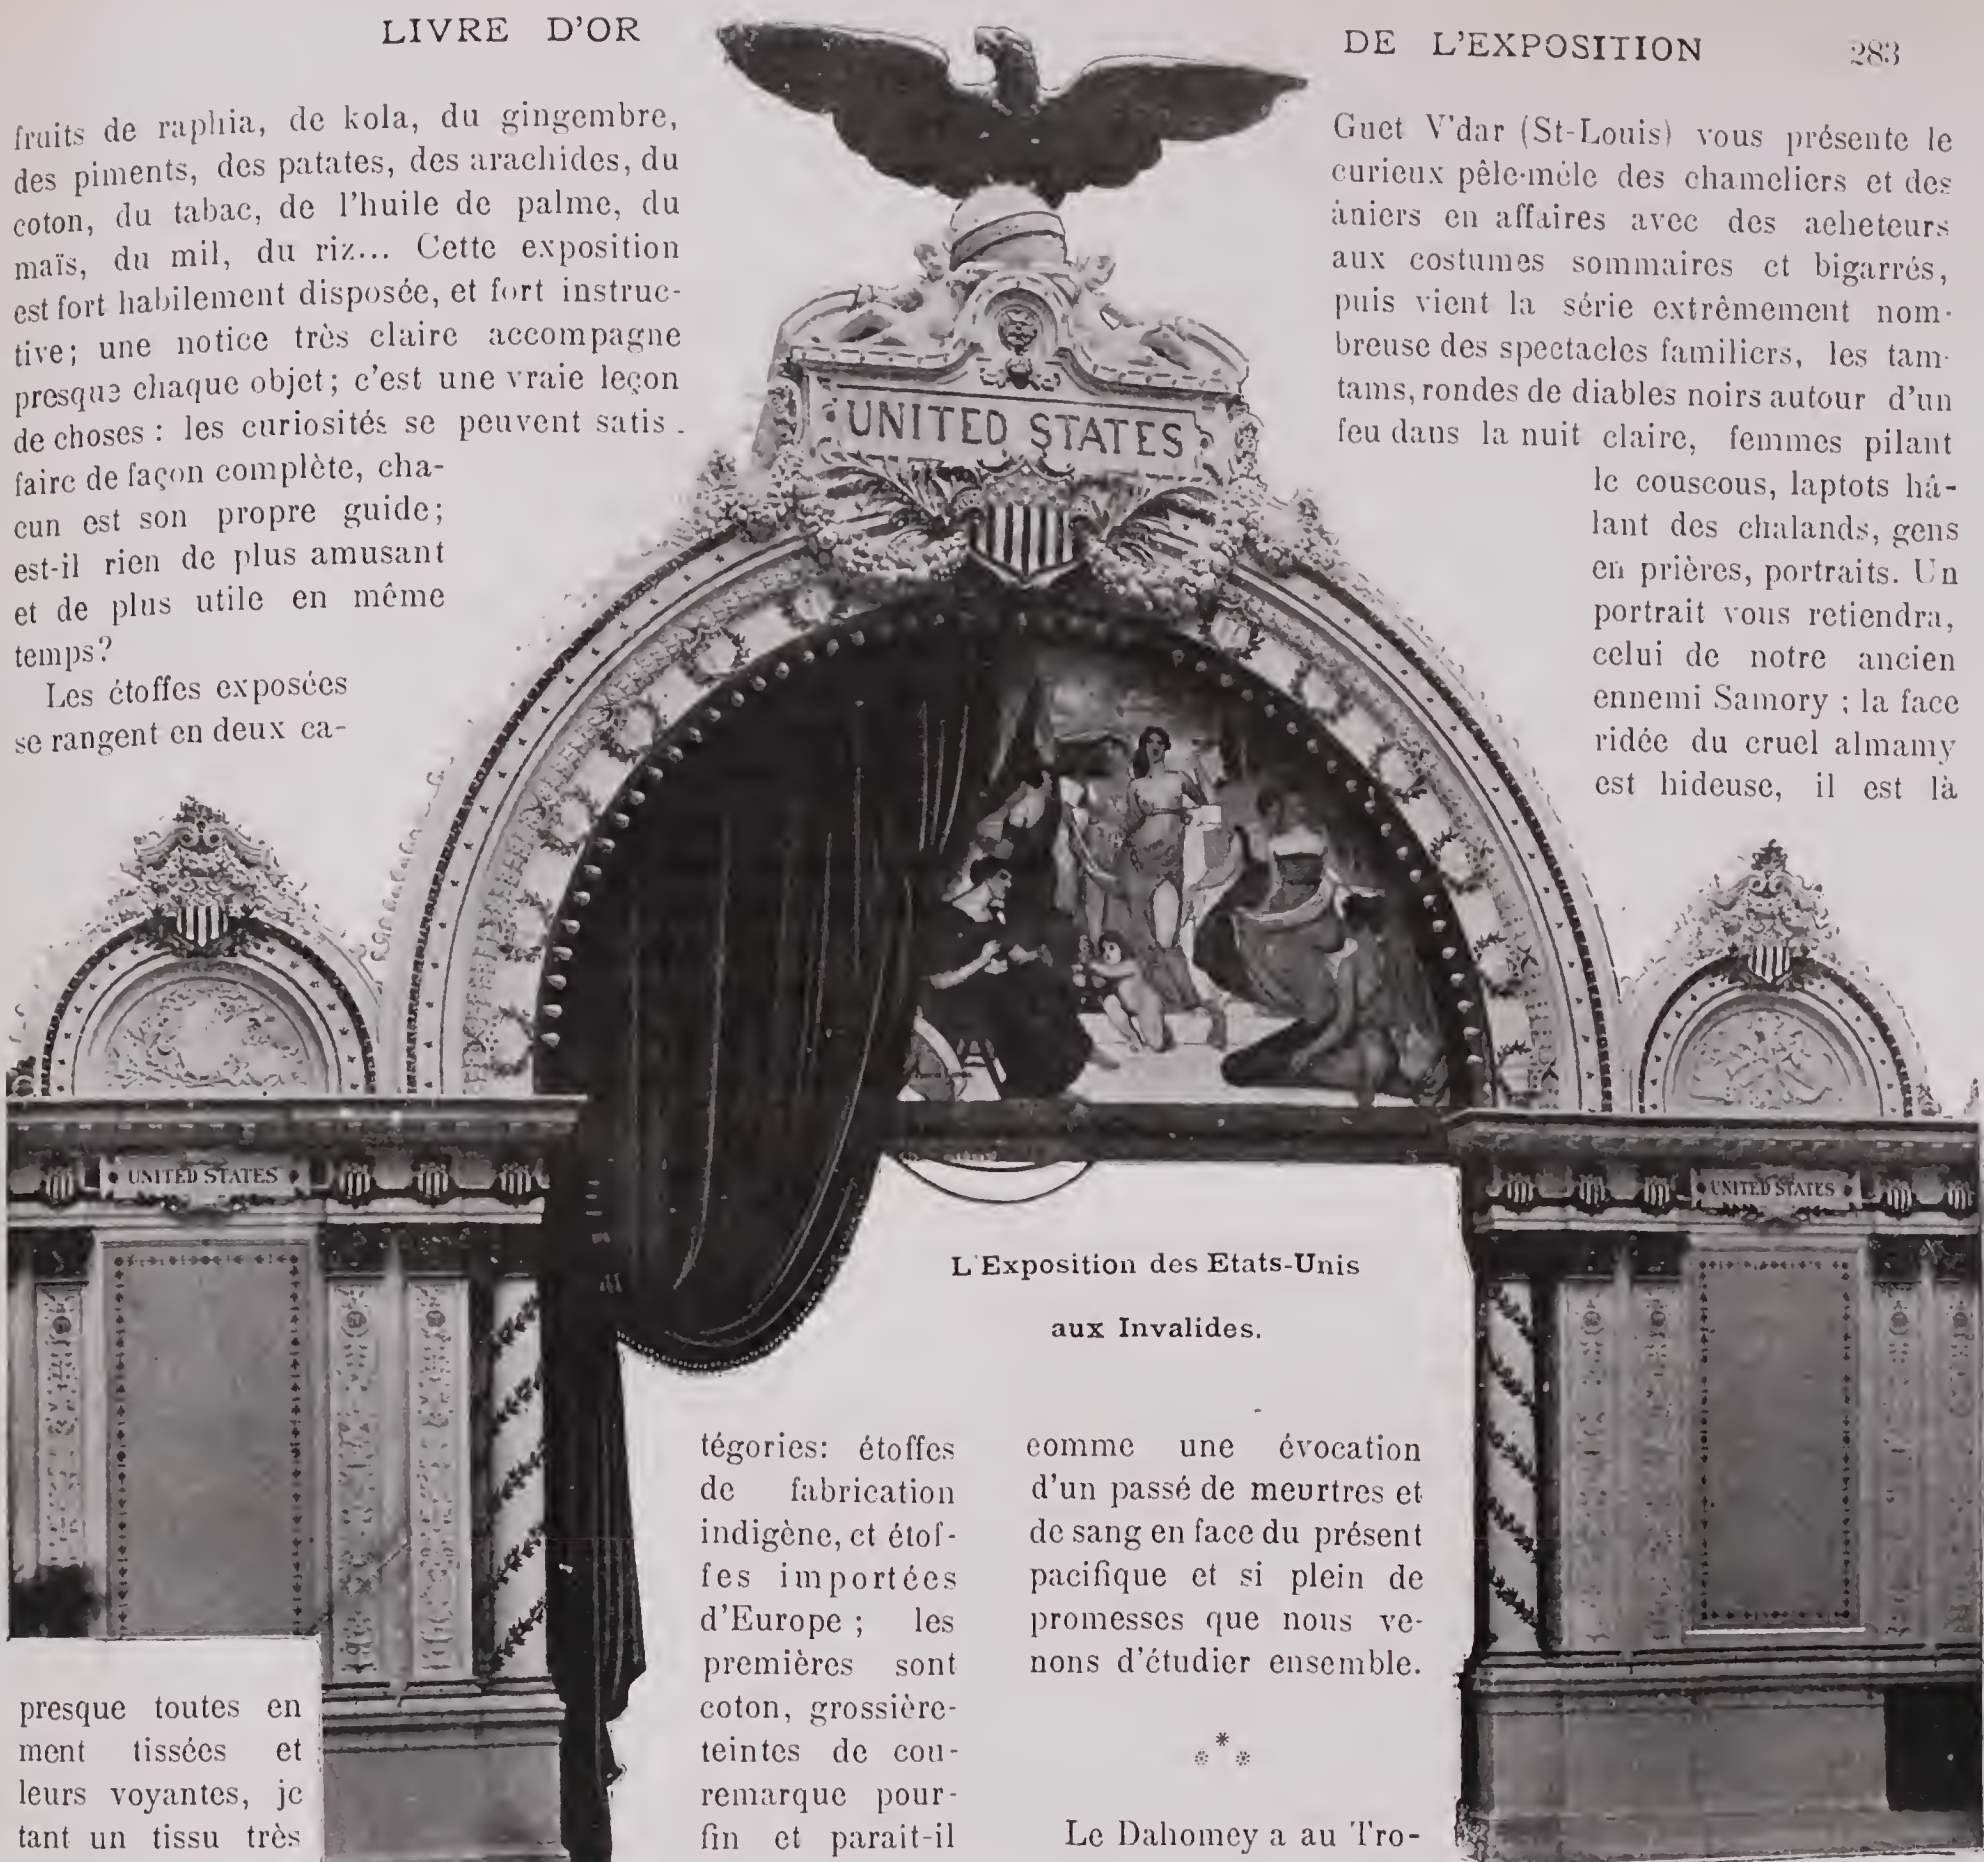 LIVRE D'OR
DE L'EXPOSITION 283
fruits de raphia, de kola, du gingembre,
des piments, des patates, des arachides, du
coton, du tabac, de l'huile de palme, du
maïs, du mil, du riz... Cette exposition
est fort habilement disposée, et fort instruc-
tive; une notice très claire accompagne
presque chaque objet; c'est une vraie leçon
de choses : les curiosités se peuvent satis-
faire de façon complète, cha-
cun est son propre guide;
est-il rien de plus amusant
et de plus utile en même
temps?
Les étoffes exposées
se rangent en deux ca-
tégories: étoffes
de fabrication
indigène, et étof-
fes importées
d'Europe ; les
premières sont
presque toutes en coton, grossière-
ment tissées et teintes de cou-
leurs voyantes, je remarque pour-
tant un tissu très fin et parait-il
Guet V'dar (St-Louis) vous présente le
curieux pêle-mêle des chameliers et des
âniers en affaires avec des acheteurs
aux costumes sommaires et bigarrés,
puis vient la série extrêmement nom-
breuse des spectacles familiers, les tam-
tams, rondes de diables noirs autour d'un
feu dans la nuit claire, femmes pilant
le couscous, laptots hâ-
lant des chalands, gens
en prières, portraits. Un
portrait vous retiendra,
celui de notre ancien
ennemi Samory ; la face
ridée du cruel almamy
est hideuse, il est là
comme une évocation
d'un passé de meurtres et
de sang en face du présent
pacifique et si plein de
promesses que nous ve-
nons d'étudier ensemble.
***
Le Dahomey a au Tro-
UNITED STATES
UNITED STATES
UNITED STATES
L'Exposition des Etats-Unis
aux Invalides.